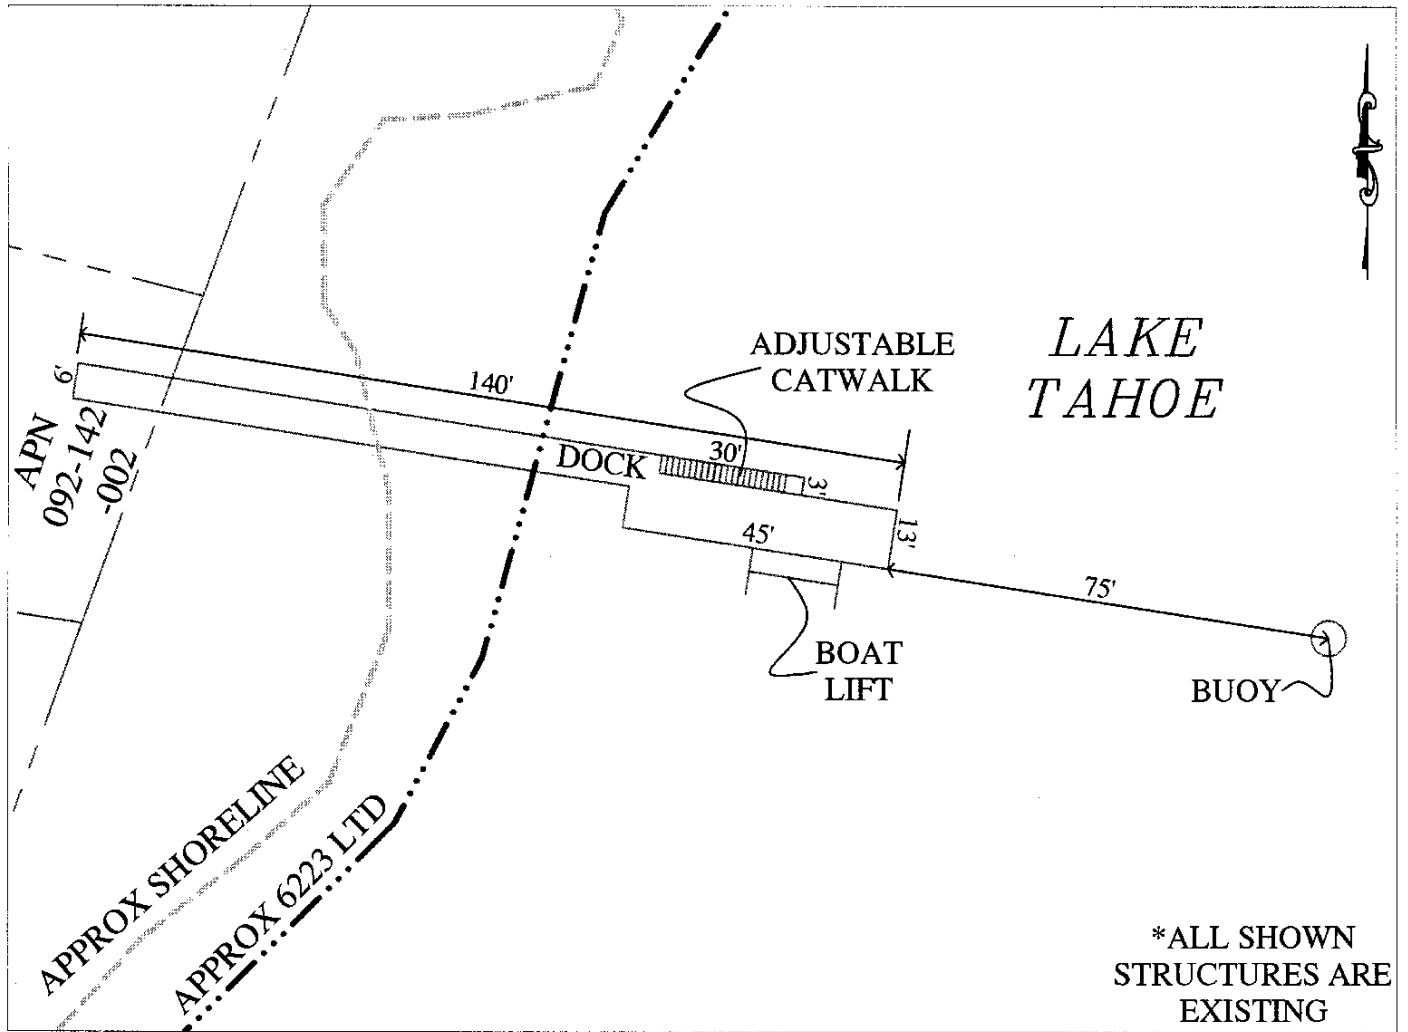 LAKE
TAHOE
ADJUSTABLE
CATWALK
140'
6'
APN
092-142
-002
30'
DOCK
3'
13'
45'
75'
BOAT
LIFT
BUOY
APPROX SHORELINE
APPROX 6223 LTD
*ALL SHOWN
STRUCTURES ARE
EXISTING